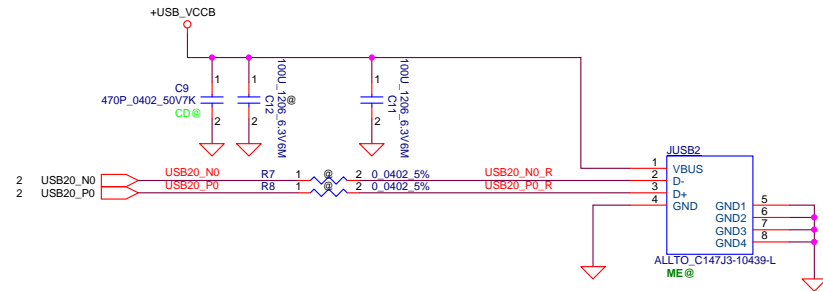 +USB_VCCB
1
C9
470P_0402_50V7K
CD@
2
1
100U_1206_6.3V6M
C12
@
2
1
100U_1206_6.3V6M
C11
2
JUSB2
2 USB20_N0 USB20_N0 R7 1 @ 2 0_0402_5% USB20_N0_R
2 USB20_P0 USB20_P0 R8 1 @ 2 0_0402_5% USB20_P0_R
1 VBUS
2 D-
3 D+
4 GND
GND1 5
GND2 6
GND3 7
GND4 8
ALLTO_C147J3-10439-L
ME@